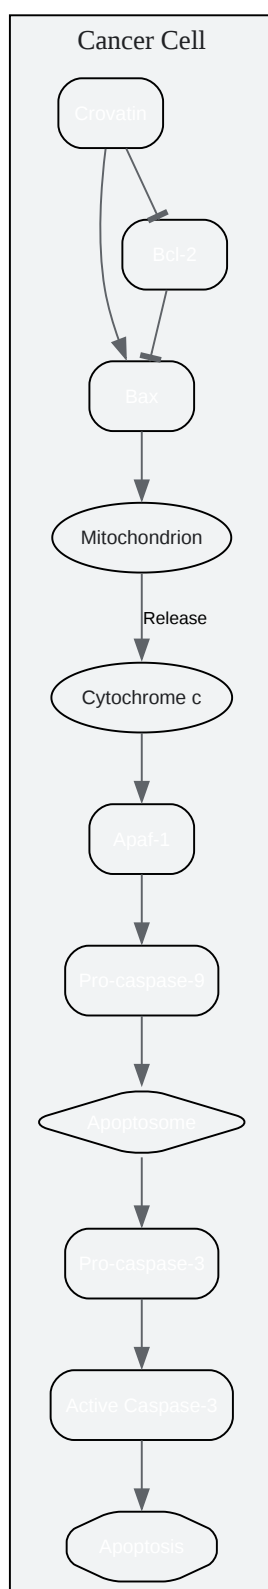 Cancer Cell
Crovatin
Bcl-2
Bax
Mitochondrion
Release
Cytochrome c
Apaf-1
Pro-caspase-9
Apoptosome
Pro-caspase-3
Active Caspase-3
Apoptosis